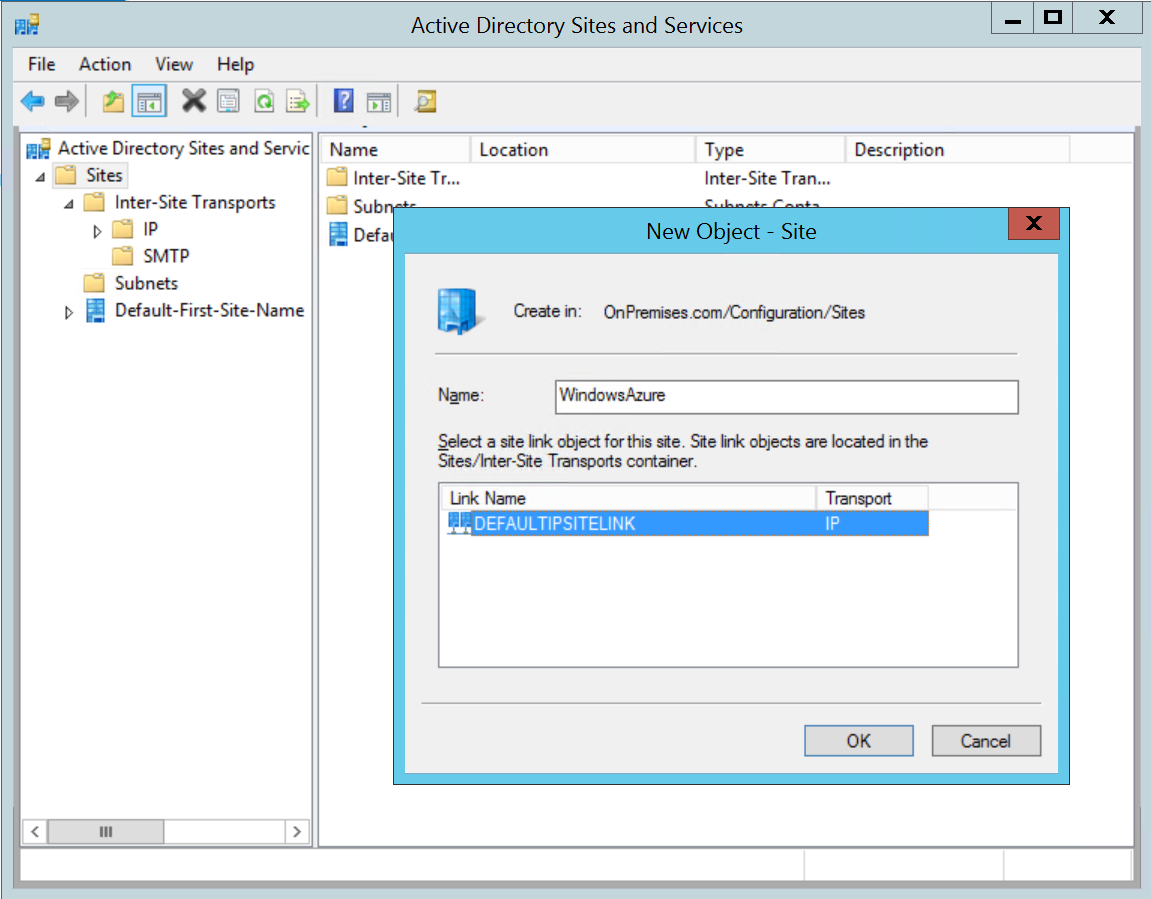 Active Directory Sites and Services
File Action View Help
Active Directory Sites and Servic
Sites
Inter-Site Transports
IP
SMTP
Subnets
Default-First-Site-Name
Name Location Type Description
Inter-Site Tr... Inter-Site Tran...
Subnets Subnets Conta
Defau
New Object - Site
Create in: OnPremises.com/Configuration/Sites
Name: WindowsAzure
Select a site link object for this site. Site link objects are located in the
Sites/Inter-Site Transports container.
Link Name Transport
DEFAULTIPSITELINK IP
OK Cancel